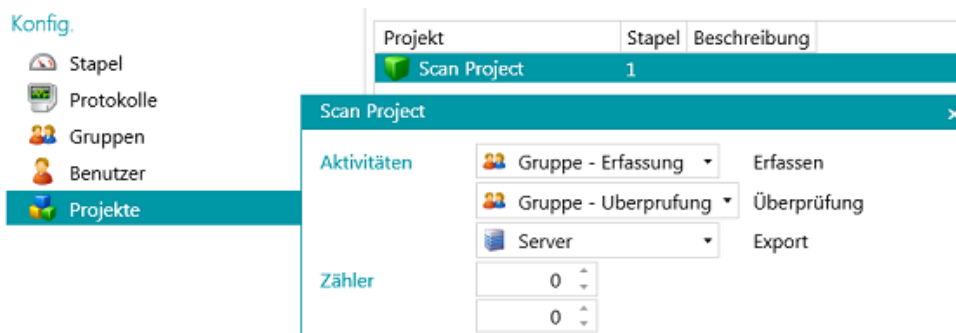 Konfig.
Stapel
Protokolle
Gruppen
Benutzer
Projekte
Projekt Stapel Beschreibung
Scan Project 1
Scan Project ×
Aktivitäten Gruppe - Erfassung Erfassen
Gruppe - Uberprufung Überprüfung
Server Export
Zähler 0
0